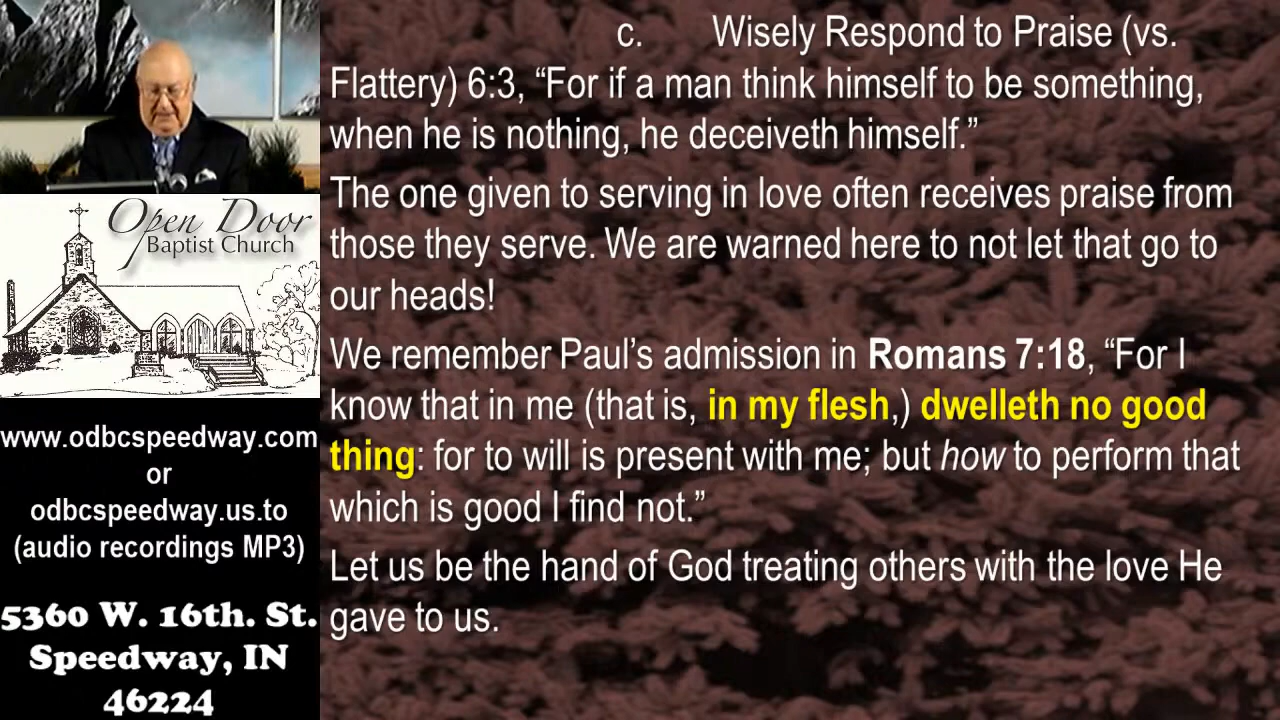 c. Wisely Respond to Praise (vs.
Flattery) 6:3, “For if a man think himself to be something,
when he is nothing, he deceiveth himself.”
The one given to serving in love often receives praise from
those they serve. We are warned here to not let that go to
our heads!
We remember Paul’s admission in Romans 7:18, “For I
know that in me (that is, in my flesh,) dwelleth no good
thing: for to will is present with me; but how to perform that
which is good I find not.”
Let us be the hand of God treating others with the love He
gave to us.
Open Door
Baptist Church
www.odbcspeedway.com
or
odbcspeedway.us.to
(audio recordings MP3)
5360 W. 16th. St.
Speedway, IN
46224